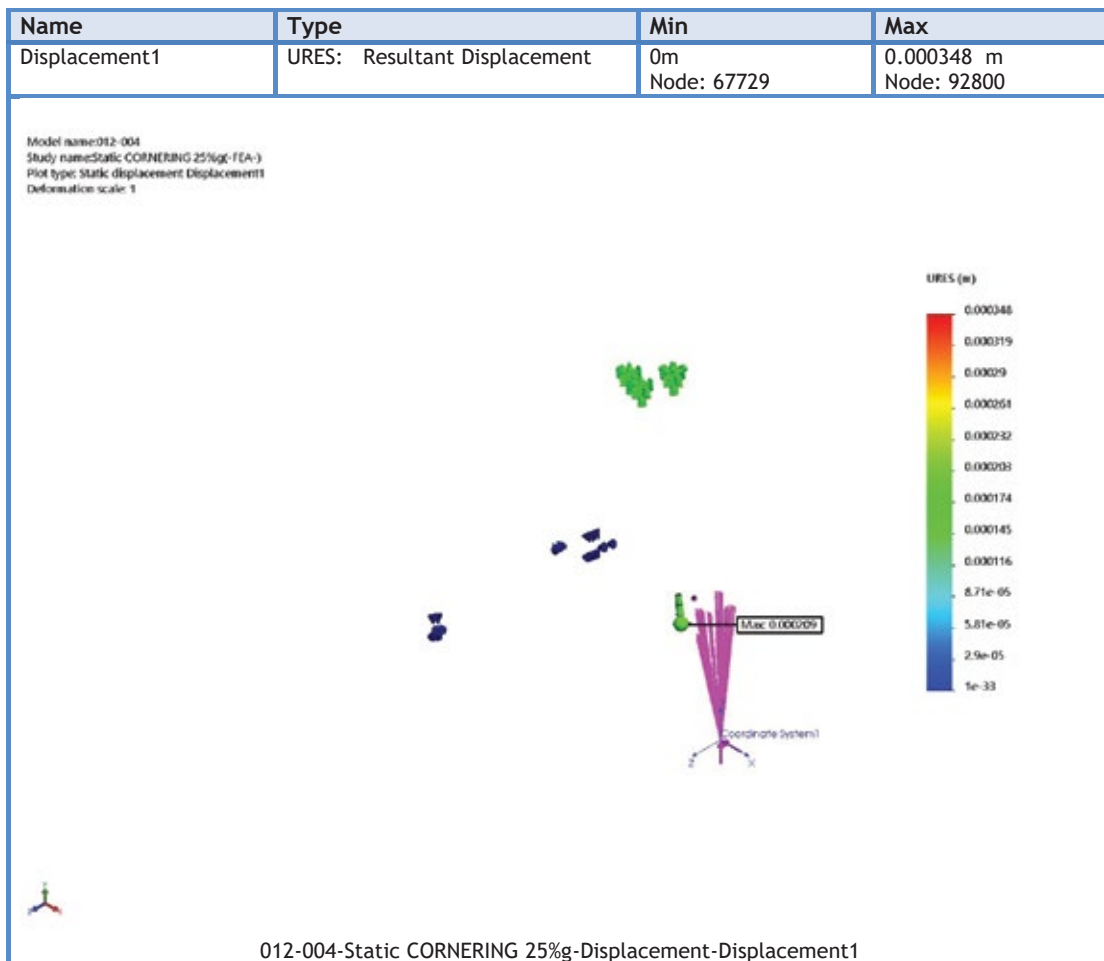 Name Type Min Max
Displacement1 URES: Resultant Displacement 0m 0.000348 m
Node: 67729 Node: 92800
Model name:012-004
Study name:Static CORNERING 25%g(-FEA-)
Plot type: Static displacement Displacement1
Deformation scale: 1
URES (m)
0.000348
0.000319
0.00029
0.000261
0.000232
0.000203
0.000174
0.000145
0.000116
8.71e-05
5.81e-05
2.9e-05
1e-33
Max: 0.000209
Coordinate System1
Z X
012-004-Static CORNERING 25%g-Displacement-Displacement1